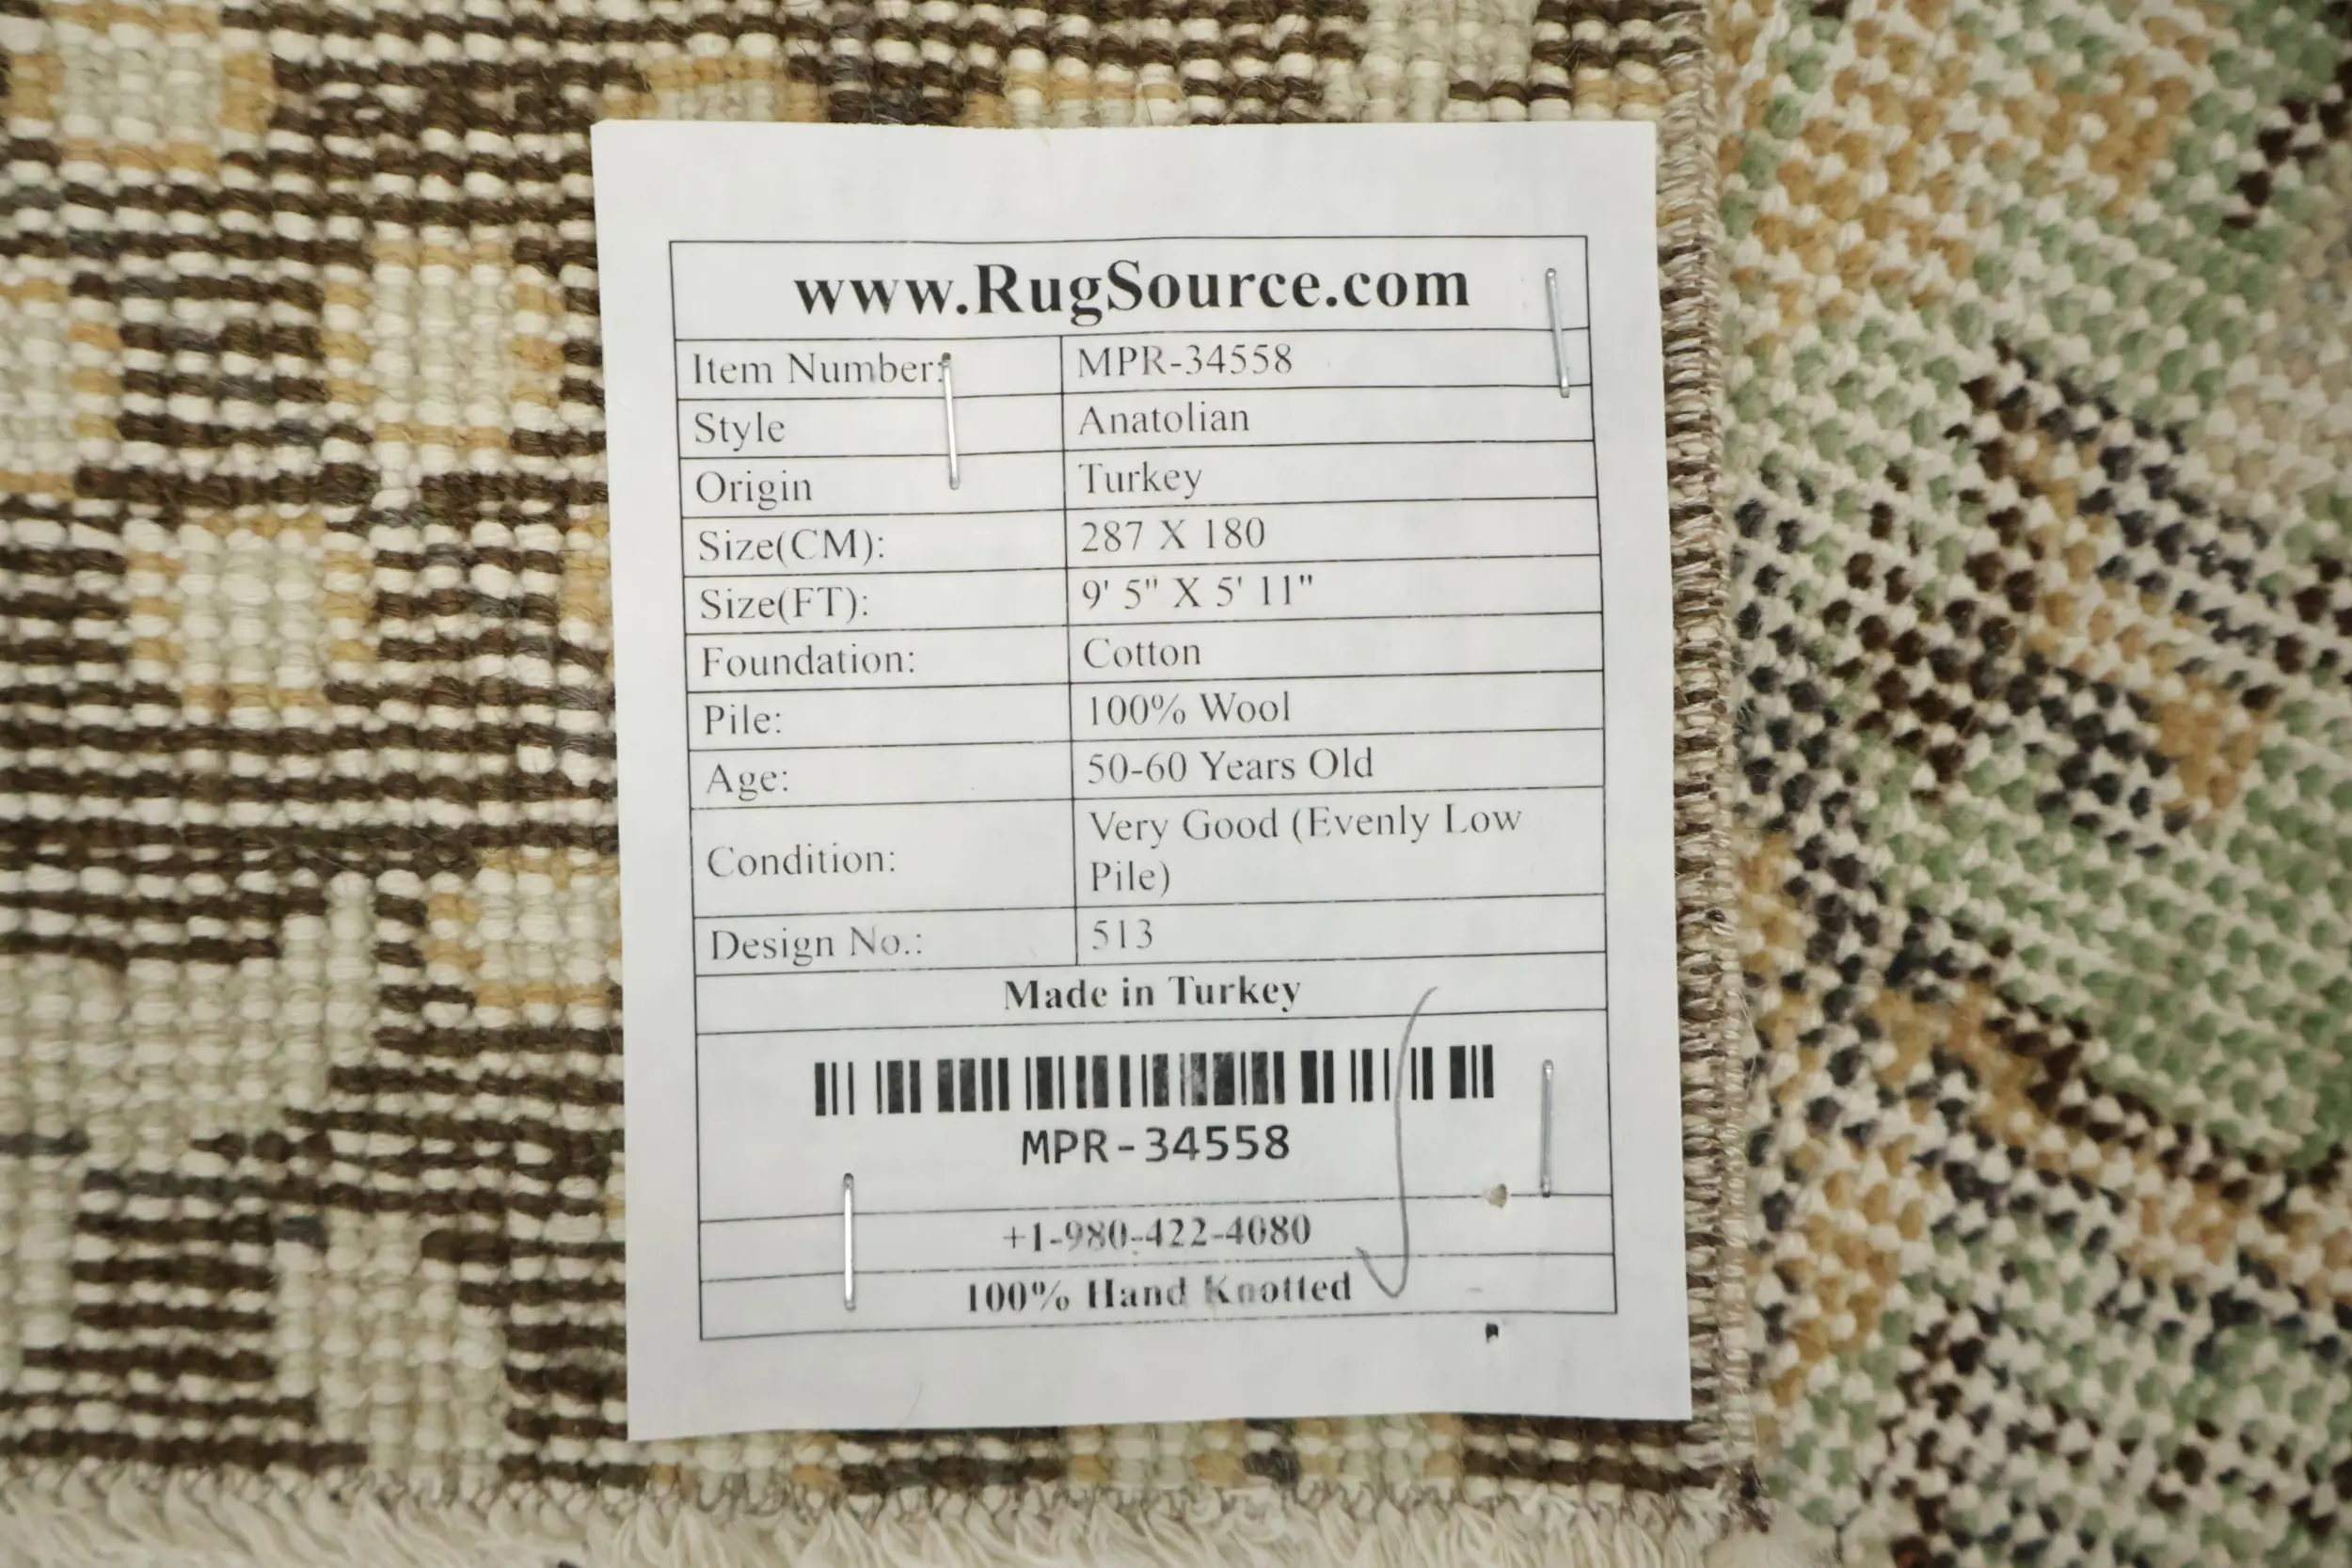 www.RugSource.com
Item Number: MPR-34558
Style Anatolian
Origin Turkey
Size(CM): 287 X 180
Size(FT): 9' 5" X 5' 11"
Foundation: Cotton
Pile: 100% Wool
Age: 50-60 Years Old
Condition: Very Good (Evenly Low
Pile)
Design No.: 513
Made in Turkey
MPR-34558
+1-980-422-4080
100% Hand Knotted